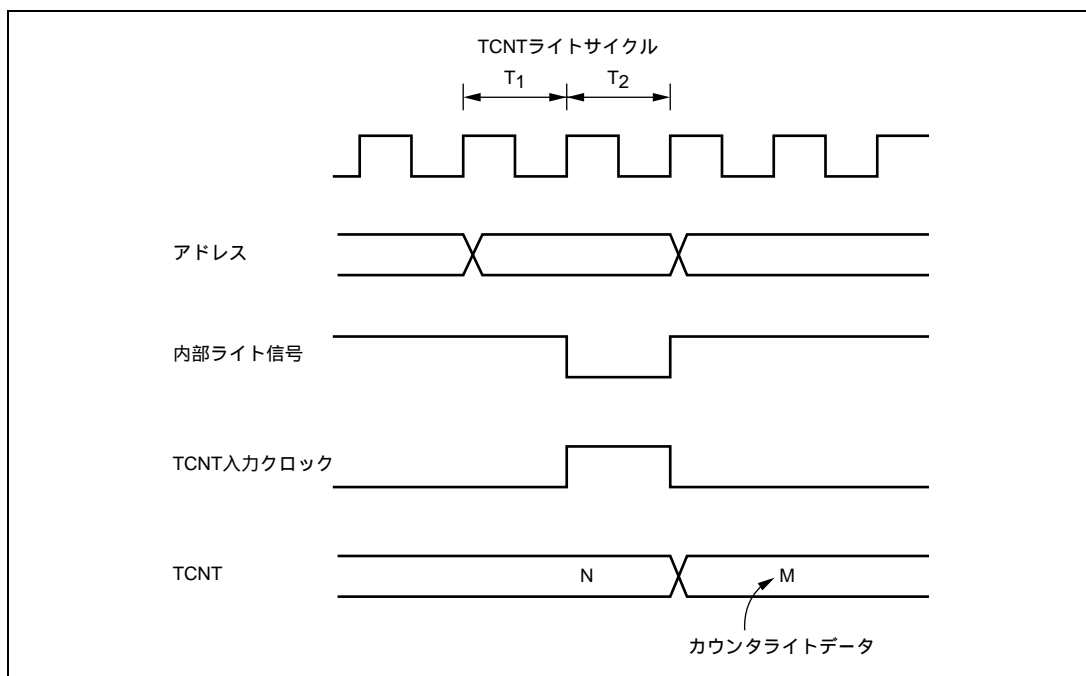 TCNTライトサイクル
T1 T2
アドレス
内部ライト信号
TCNT入力クロック
TCNT N M
カウンタライトデータ